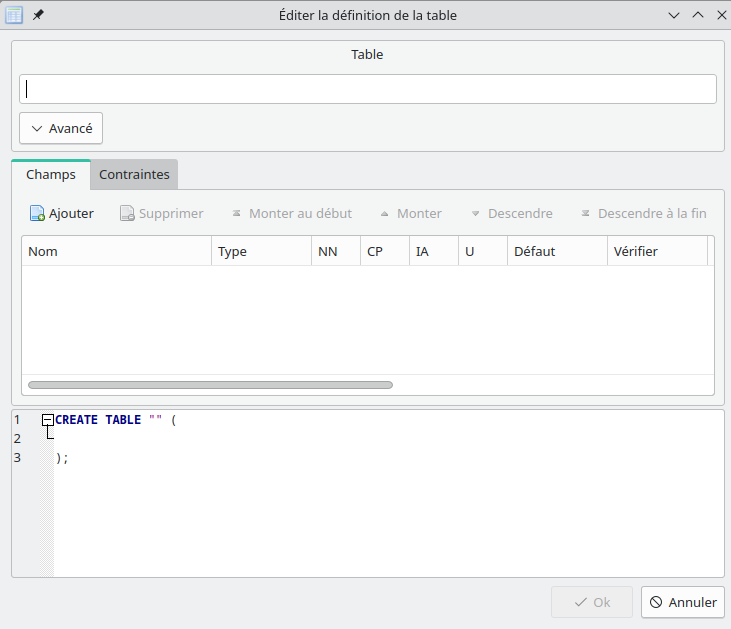 Éditer la définition de la table
Table
Avancé
Champs Contraintes
Ajouter Supprimer Monter au début Monter Descendre Descendre à la fin
Nom Type NN CP IA U Défaut Vérifier
1 CREATE TABLE "" (
2
3 );
Ok Annuler